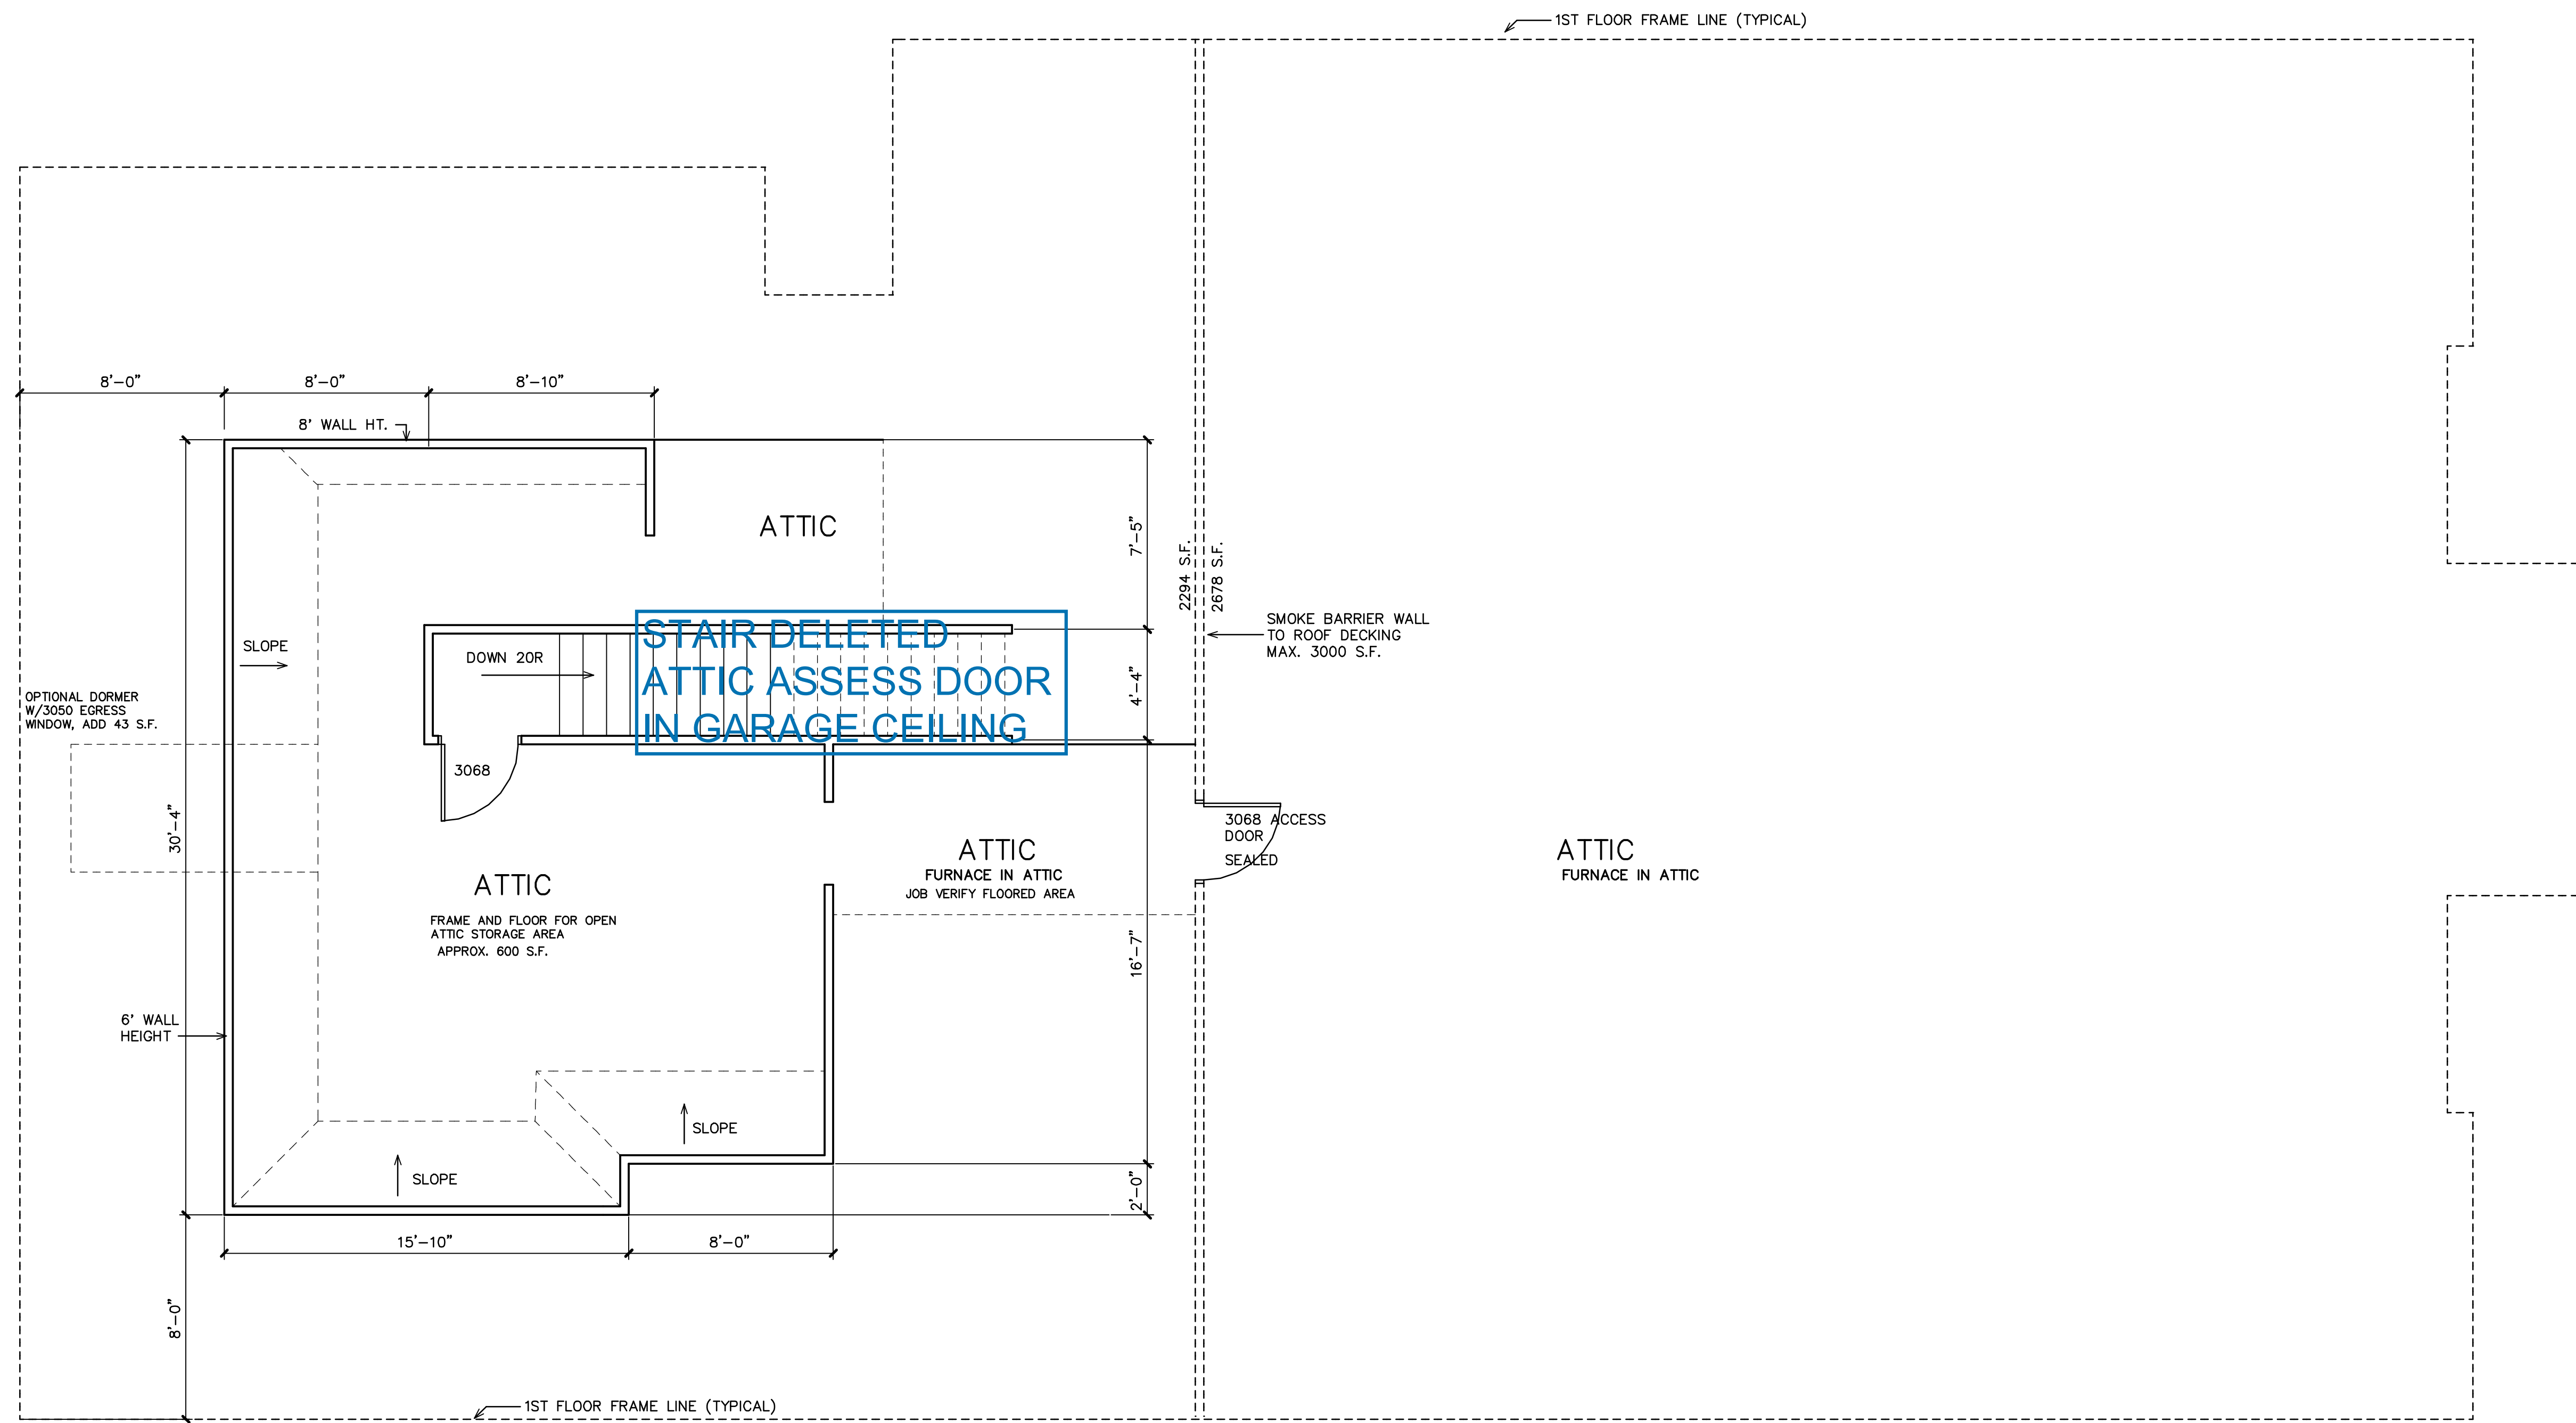 1ST FLOOR FRAME LINE (TYPICAL)
8'-0"
8'-0"
8'-10"
8' WALL HT.
ATTIC
7'-5"
2294 S.F.
2678 S.F.
SMOKE BARRIER WALL
TO ROOF DECKING
MAX. 3000 S.F.
SLOPE
DOWN 20R
STAIR DELETED
ATTIC ASSESS DOOR
IN GARAGE CEILING
4'-4"
OPTIONAL DORMER
W/3050 EGRESS
WINDOW, ADD 43 S.F.
3068
30'-4"
3068 ACCESS
DOOR
SEALED
ATTIC
FURNACE IN ATTIC
JOB VERIFY FLOORED AREA
ATTIC
FURNACE IN ATTIC
ATTIC
FRAME AND FLOOR FOR OPEN
ATTIC STORAGE AREA
APPROX. 600 S.F.
16'-7"
6' WALL
HEIGHT
SLOPE
SLOPE
2'-0"
15'-10"
8'-0"
8'-0"
1ST FLOOR FRAME LINE (TYPICAL)